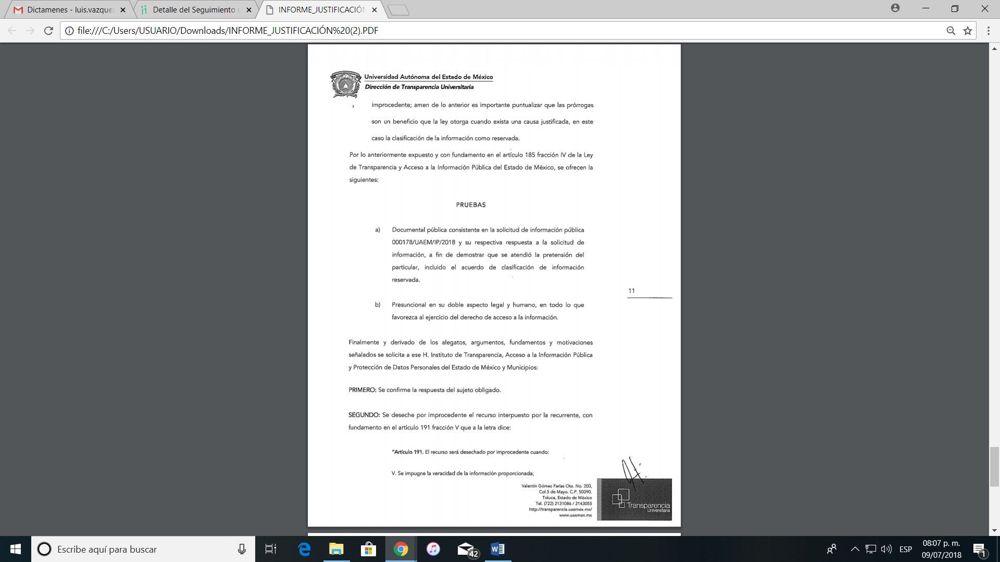 Dictamenes - luis.vazque
Detalle del Seguimiento
INFORME_JUSTIFICACIÓN
file:///C:/Users/USUARIO/Downloads/INFORME_JUSTIFICACIÓN%20(2).PDF
Universidad Autónoma del Estado de México
Dirección de Transparencia Universitaria
improcedente; amen de lo anterior es importante puntualizar que las prórrogas
son un beneficio que la ley otorga cuando exista una causa justificada, en este
caso la clasificación de la información como reservada.
Por lo anteriormente expuesto y con fundamento en el artículo 185 fracción IV de la Ley
de Transparencia y Acceso a la Información Pública del Estado de México, se ofrecen la
siguientes:
PRUEBAS
a) Documental pública consistente en la solicitud de información pública
000178/UAEM/IP/2018 y su respectiva respuesta a la solicitud de
información, a fin de demostrar que se atendió la pretensión del
particular, incluido el acuerdo de clasificación de información
reservada.
11
b) Presuncional en su doble aspecto legal y humano, en todo lo que
favorezca al ejercicio del derecho de acceso a la información.
Finalmente y derivado de los alegatos, argumentos, fundamentos y motivaciones
señalados se solicita a ese H. Instituto de Transparencia, Acceso a la Información Pública
y Protección de Datos Personales del Estado de México y Municipios:
PRIMERO: Se confirme la respuesta del sujeto obligado.
SEGUNDO: Se deseche por improcedente el recurso interpuesto por la recurrente, con
fundamento en el artículo 191 fracción V que a la letra dice:
“Artículo 191. El recurso será desechado por improcedente cuando:
V. Se impugne la veracidad de la información proporcionada;
Valentín Gómez Farías Ote. No. 200,
Col.5 de Mayo. C.P. 50090.
Toluca, Estado de México
Tel. (722) 2131086 / 2143055
http://transparencia.uaemex.mx/
www.uaemex.mx
Transparencia
Universitaria
Escribe aquí para buscar
42
ESP
08:07 p. m.
09/07/2018
1